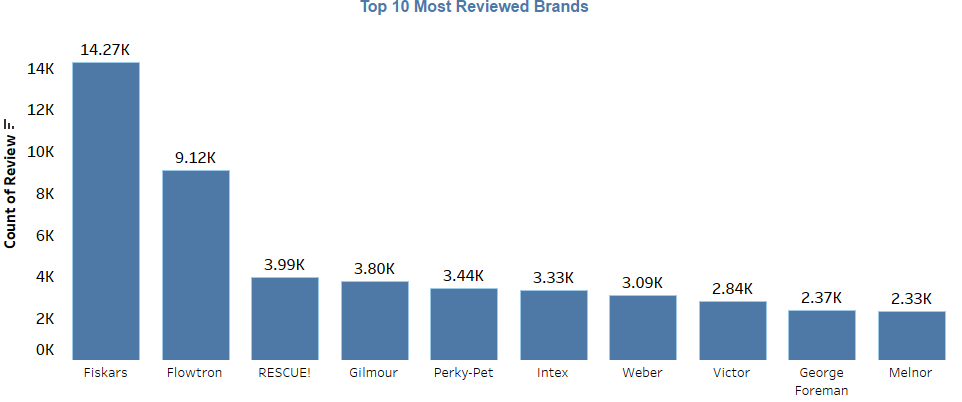 Top 10 Most Reviewed Brands
Count of Review
14K
12K
10K
8K
6K
4K
2K
0K
14.27K
9.12K
3.99K
3.80K
3.44K
3.33K
3.09K
2.84K
2.37K
2.33K
Fiskars
Flowtron
RESCUE!
Gilmour
Perky-Pet
Intex
Weber
Victor
George
Foreman
Melnor